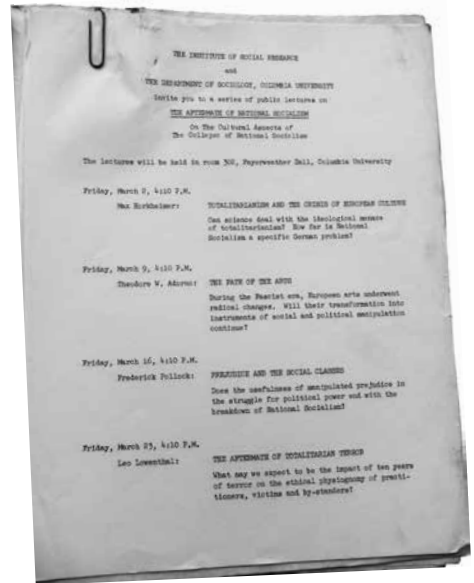 THE INSTITUTE OF SOCIAL RESEARCH
and
THE DEPARTMENT OF SOCIOLOGY, COLUMBIA UNIVERSITY
Invite you to a series of public lectures on
THE AFTERMATH OF NATIONAL SOCIALISM
On The Cultural Aspects of
The Collapse of National Socialism
The lectures will be held in room 302, Fayerweather Hall, Columbia University
Friday, March 2, 4:10 P.M.
Max Horkheimer: TOTALITARIANISM AND THE CRISIS OF EUROPEAN CULTURE
Can science deal with the ideological menace
of totalitarianism? How far is National
Socialism a specific German problem?
Friday, March 9, 4:10 P.M.
Theodore W. Adorno: THE FATE OF THE ARTS
During the Fascist era, European arts underwent
radical changes. Will their transformation into
instruments of social and political manipulation
continue?
Friday, March 16, 4:10 P.M.
Frederick Pollock: PREJUDICE AND THE SOCIAL CLASSES
Does the usefulness of manipulated prejudice in
the struggle for political power end with the
breakdown of National Socialism?
Friday, March 23, 4:10 P.M.
Leo Lowenthal: THE AFTERMATH OF TOTALITARIAN TERROR
What may we expect to be the impact of ten years
of terror on the ethical physiognomy of practi-
tioners, victims and by-standers?